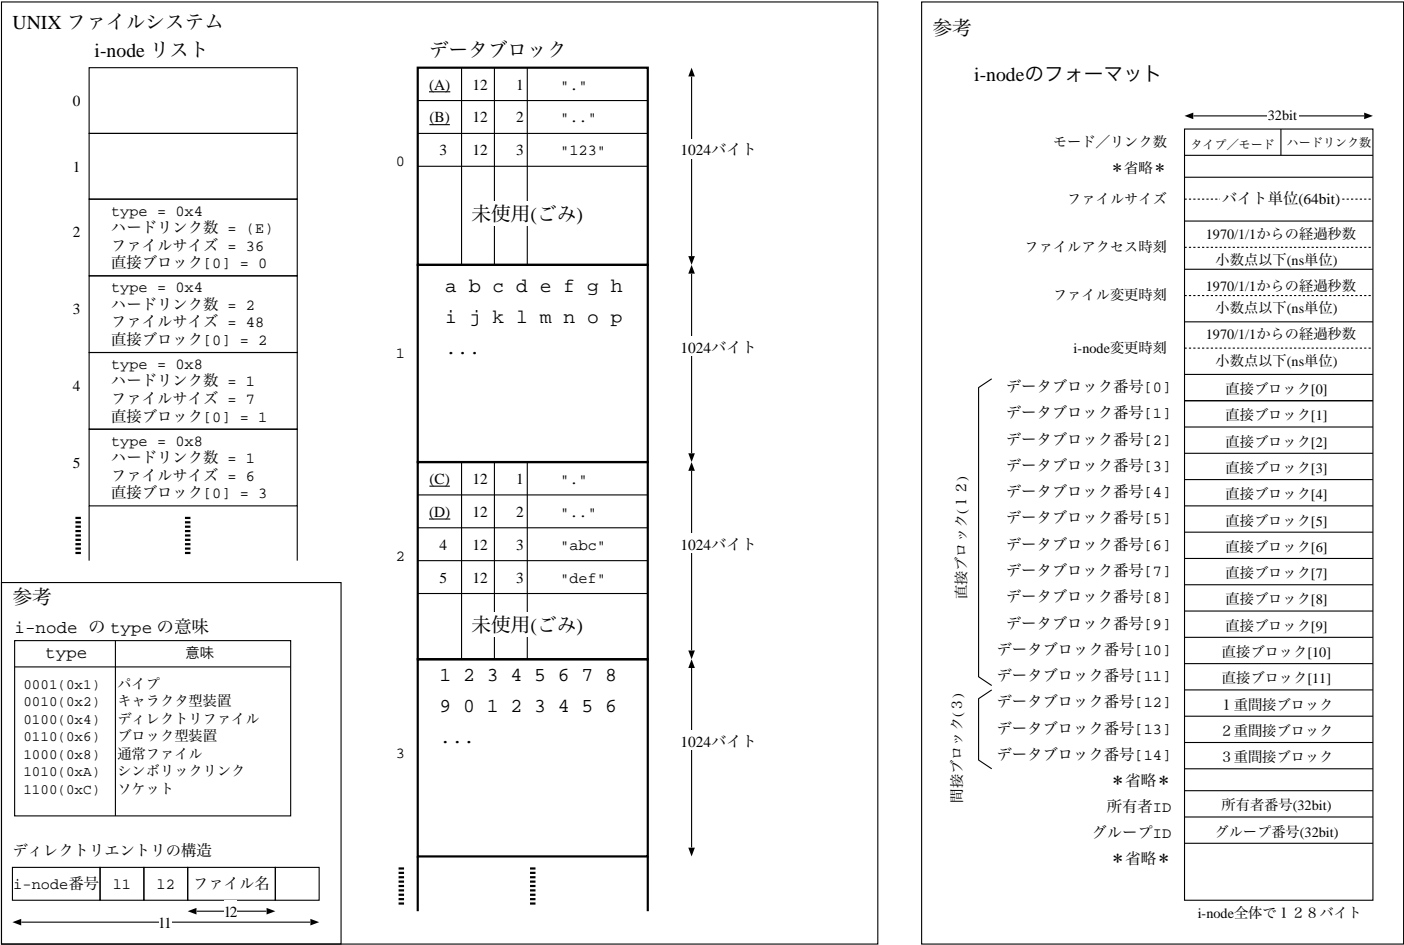 UNIX ファイルシステム
i-node リスト
0
1
2
type = 0x4
ハードリンク数 = (E)
ファイルサイズ = 36
直接ブロック[0] = 0
3
type = 0x4
ハードリンク数 = 2
ファイルサイズ = 48
直接ブロック[0] = 2
4
type = 0x8
ハードリンク数 = 1
ファイルサイズ = 7
直接ブロック[0] = 1
5
type = 0x8
ハードリンク数 = 1
ファイルサイズ = 6
直接ブロック[0] = 3
データブロック
0
(A) 12 1 "."
(B) 12 2 ".."
3 12 3 "123"
未使用(ごみ)
1024バイト
1
a b c d e f g h
i j k l m n o p
...
1024バイト
2
(C) 12 1 "."
(D) 12 2 ".."
4 12 3 "abc"
5 12 3 "def"
未使用(ごみ)
1024バイト
3
1 2 3 4 5 6 7 8
9 0 1 2 3 4 5 6
...
1024バイト
参考
i-node の type の意味
type 意味
0001(0x1) パイプ
0010(0x2) キャラクタ型装置
0100(0x4) ディレクトリファイル
0110(0x6) ブロック型装置
1000(0x8) 通常ファイル
1010(0xA) シンボリックリンク
1100(0xC) ソケット
ディレクトリエントリの構造
i-node番号 l1 l2 ファイル名
l2
l1
参考
i-nodeのフォーマット
32bit
モード／リンク数 タイプ／モード ハードリンク数
＊省略＊
ファイルサイズ バイト単位(64bit)
ファイルアクセス時刻 1970/1/1からの経過秒数
小数点以下(ns単位)
ファイル変更時刻 1970/1/1からの経過秒数
小数点以下(ns単位)
i-node変更時刻 1970/1/1からの経過秒数
小数点以下(ns単位)
直接ブロック(１２)
データブロック番号[0] 直接ブロック[0]
データブロック番号[1] 直接ブロック[1]
データブロック番号[2] 直接ブロック[2]
データブロック番号[3] 直接ブロック[3]
データブロック番号[4] 直接ブロック[4]
データブロック番号[5] 直接ブロック[5]
データブロック番号[6] 直接ブロック[6]
データブロック番号[7] 直接ブロック[7]
データブロック番号[8] 直接ブロック[8]
データブロック番号[9] 直接ブロック[9]
データブロック番号[10] 直接ブロック[10]
データブロック番号[11] 直接ブロック[11]
間接ブロック(３)
データブロック番号[12] １重間接ブロック
データブロック番号[13] ２重間接ブロック
データブロック番号[14] ３重間接ブロック
＊省略＊
所有者ID 所有者番号(32bit)
グループID グループ番号(32bit)
＊省略＊
i-node全体で１２８バイト